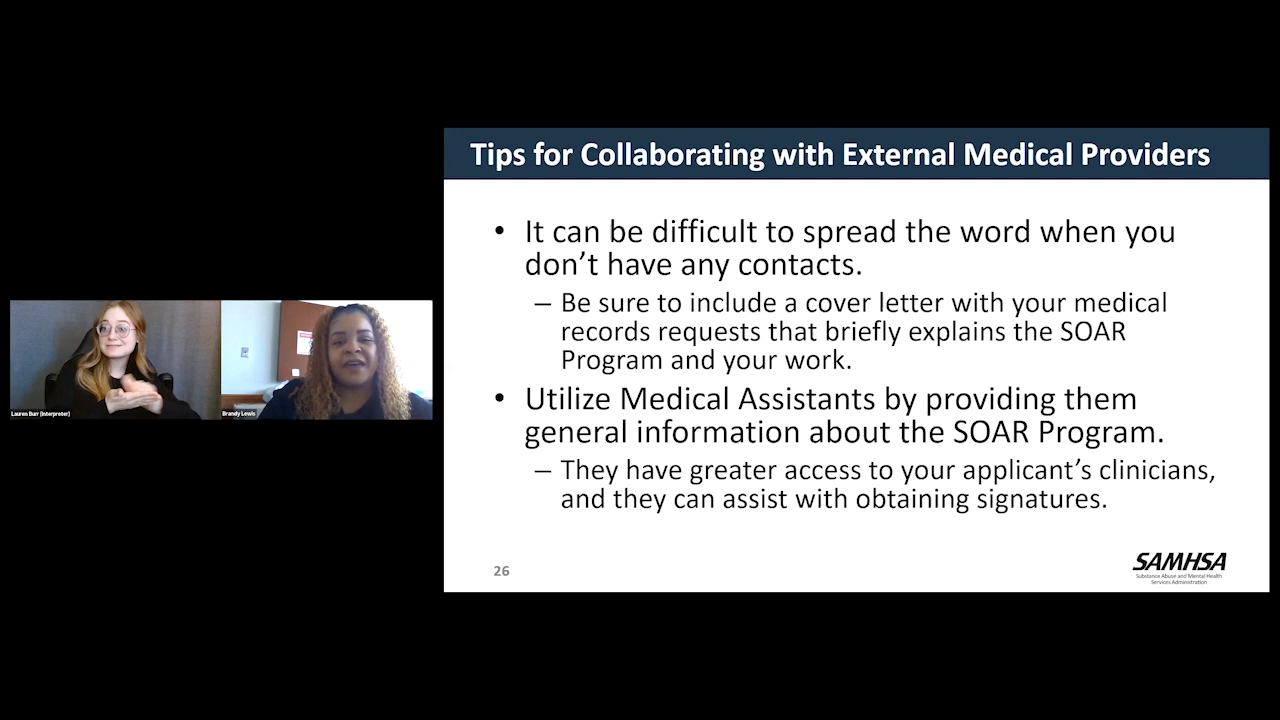 Tips for Collaborating with External Medical Providers
• It can be difficult to spread the word when you
don’t have any contacts.
– Be sure to include a cover letter with your medical
records requests that briefly explains the SOAR
Program and your work.
• Utilize Medical Assistants by providing them
general information about the SOAR Program.
– They have greater access to your applicant’s clinicians,
and they can assist with obtaining signatures.
26
SAMHSA
Substance Abuse and Mental Health
Services Administration
Lauren Burr (Interpreter)
Brandy Lewis